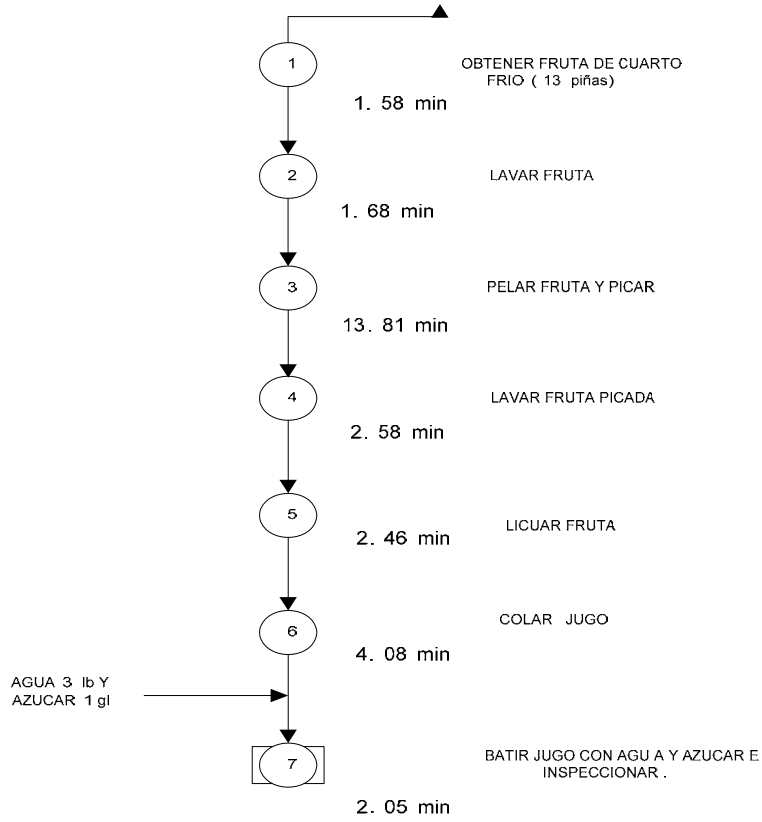 1
OBTENER FRUTA DE CUARTO
FRIO ( 13 piñas)
1. 58 min
2
LAVAR FRUTA
1. 68 min
3
PELAR FRUTA Y PICAR
13. 81 min
4
LAVAR FRUTA PICADA
2. 58 min
5
LICUAR FRUTA
2. 46 min
6
COLAR JUGO
4. 08 min
AGUA 3 lb Y
AZUCAR 1 gl
7
BATIR JUGO CON AGU A Y AZUCAR E
INSPECCIONAR .
2. 05 min